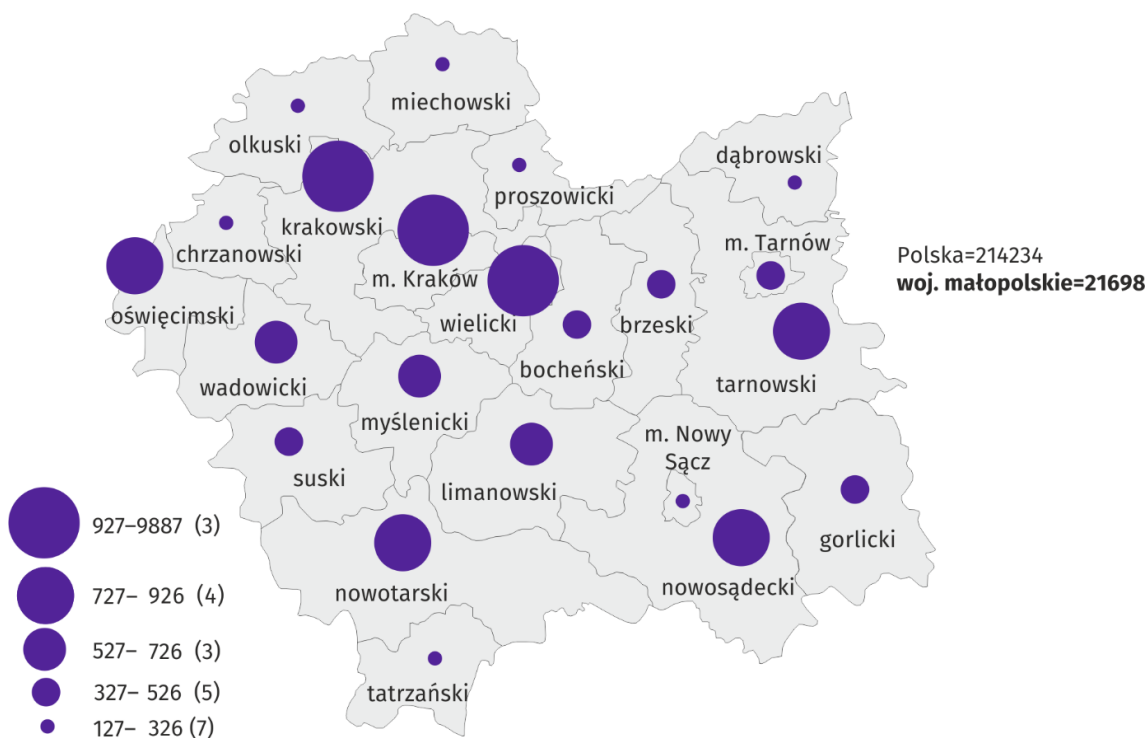 miechowski
olkuski
dąbrowski
proszowicki
krakowski
m. Tarnów
chrzanowski
Polska=214234
m. Kraków
woj. małopolskie=21698
oświęcimski
wielicki
brzeski
bocheński
wadowicki
tarnowski
myślenicki
m. Nowy
Sącz
suski
limanowski
927–9887 (3)
gorlicki
nowosądecki
nowotarski
727– 926 (4)
527– 726 (3)
327– 526 (5)
tatrzański
127– 326 (7)